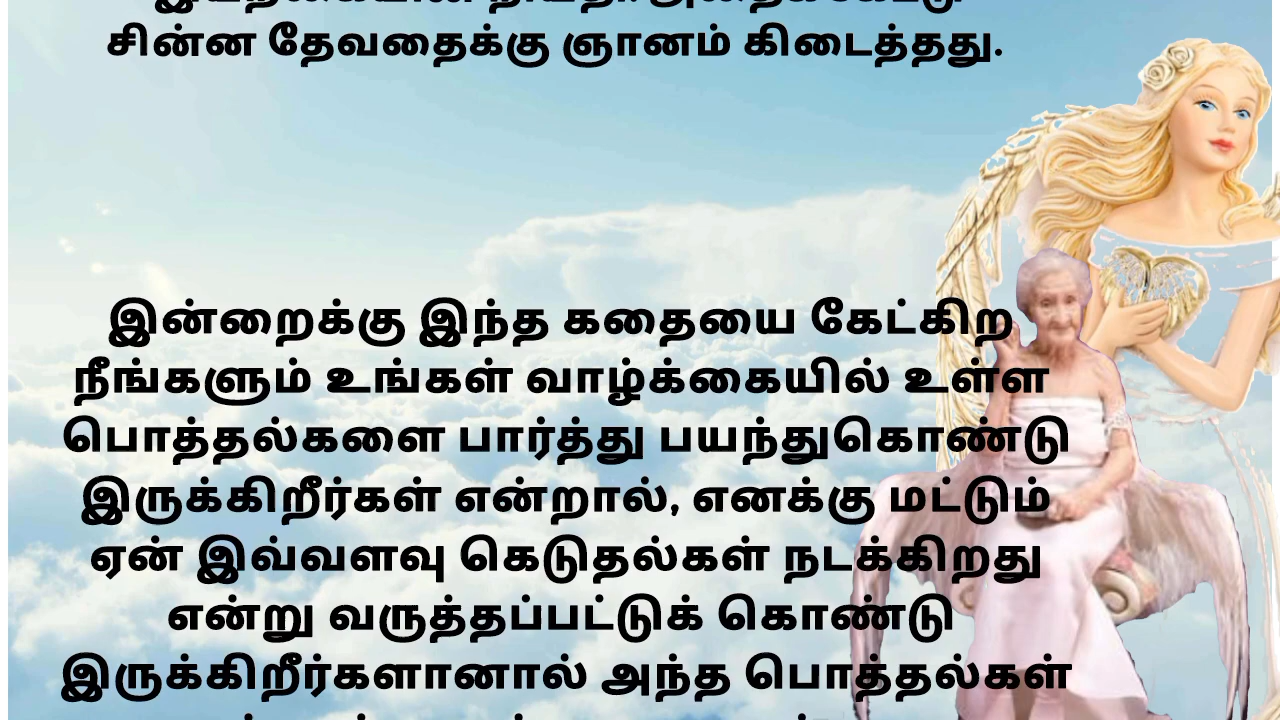 சின்ன தேவதைக்கு ஞானம் கிடைத்தது.
இன்றைக்கு இந்த கதையை கேட்கிற
நீங்களும் உங்கள் வாழ்க்கையில் உள்ள
பொத்தல்களை பார்த்து பயந்துகொண்டு
இருக்கிறீர்கள் என்றால், எனக்கு மட்டும்
ஏன் இவ்வளவு கெடுதல்கள் நடக்கிறது
என்று வருத்தப்பட்டுக் கொண்டு
இருக்கிறீர்களானால் அந்த பொத்தல்கள்